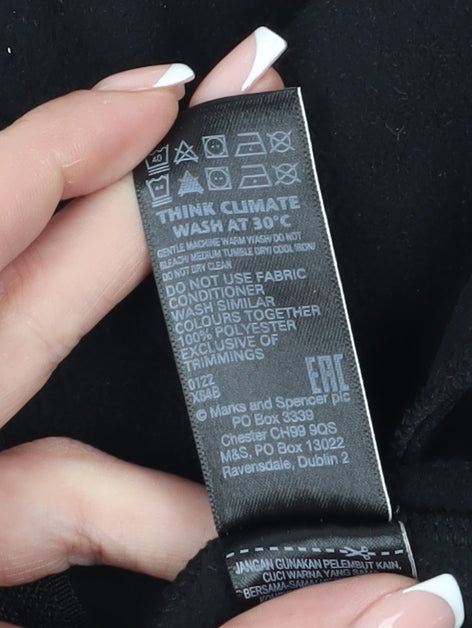 40
THINK CLIMATE
WASH AT 30°C
GENTLE MACHINE WARM WASH/DO NOT
BLEACH/MEDIUM TUMBLE DRY/COOL IRON/
DO NOT DRY CLEAN
DO NOT USE FABRIC
CONDITIONER
WASH SIMILAR
COLOURS TOGETHER
100% POLYESTER
EXCLUSIVE OF
TRIMMINGS
0122
X64B
EAC
© Marks and Spencer plc
PO Box 3339
Chester CH99 9QS
M&S, PO Box 13022
Ravensdale, Dublin 2
JANGAN GUNAKAN PELEMBUT KAIN,
CUCI WARNA YANG SAMA